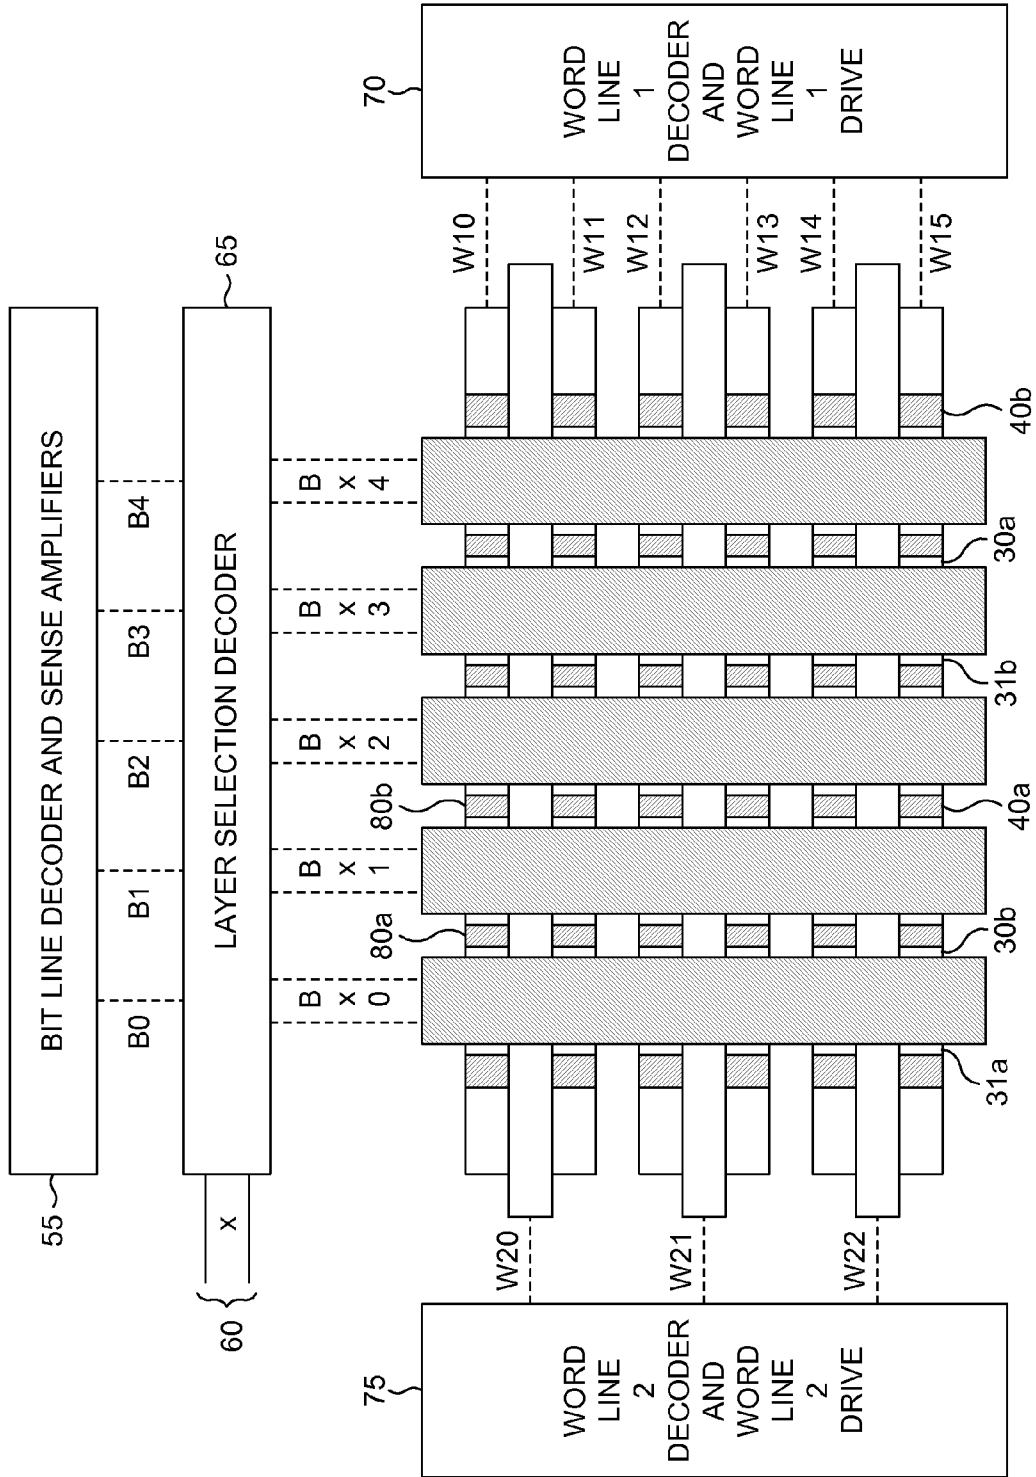 BIT LINE DECODER AND SENSE AMPLIFIERS
55
B0
B1
B2
B3
B4
LAYER SELECTION DECODER
65
x
60
B x 0
B x 1
B x 2
B x 3
B x 4
80a
80b
WORD
LINE
2
DECODER
AND
WORD
LINE
2
DRIVE
75
W20
W21
W22
WORD
LINE
1
DECODER
AND
WORD
LINE
1
DRIVE
70
W10
W11
W12
W13
W14
W15
31a
30b
40a
31b
30a
40b